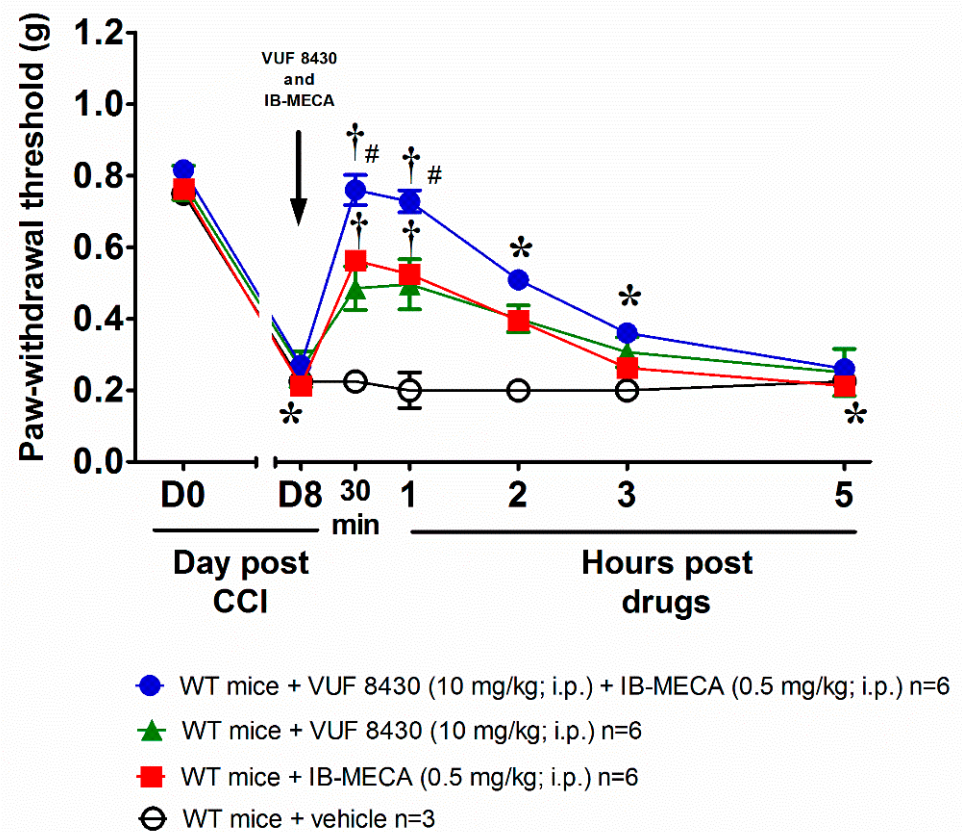 Paw-withdrawal threshold (g)
1.2
1.0
0.8
0.6
0.4
0.2
0.0
VUF 8430
and
IB-MECA
†#
†#
†
†
*
*
*
*
D0 D8 30 min 1 2 3 5
Day post
CCI
Hours post
drugs
WT mice + VUF 8430 (10 mg/kg; i.p.) + IB-MECA (0.5 mg/kg; i.p.) n=6
WT mice + VUF 8430 (10 mg/kg; i.p.) n=6
WT mice + IB-MECA (0.5 mg/kg; i.p.) n=6
WT mice + vehicle n=3